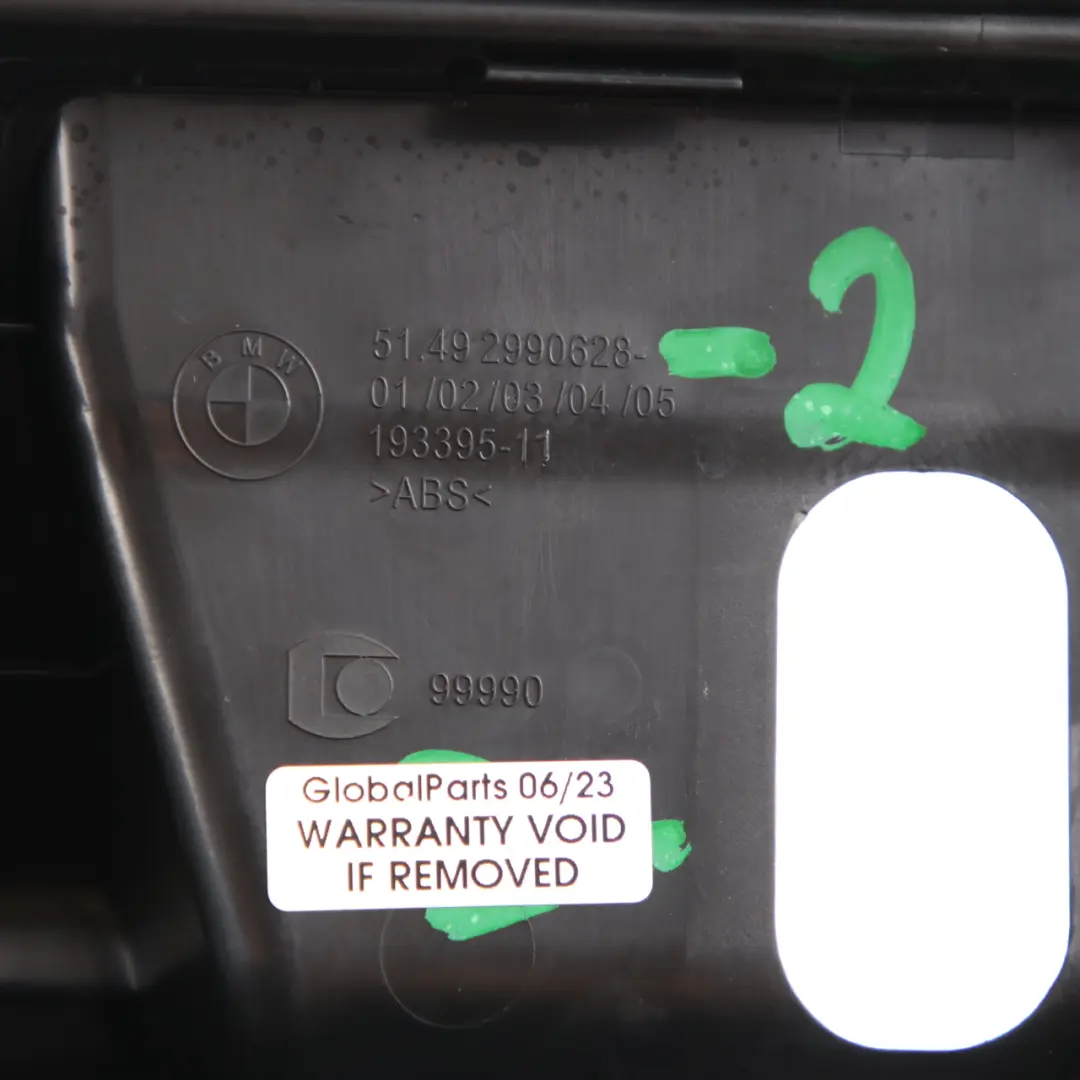 BMW
51.49 2990628-
-2
01/02/03/04/05
193395-11
>ABS<
99990
GlobalParts 06/23
WARRANTY VOID
IF REMOVED